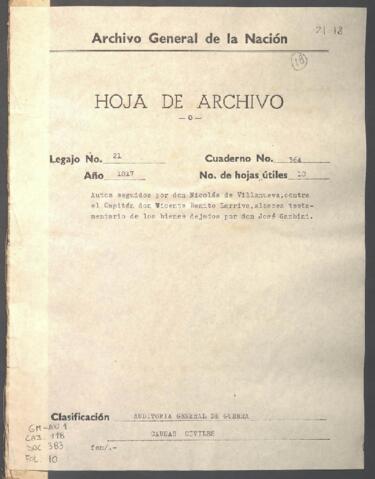 21-18
Archivo General de la Nación
18
HOJA DE ARCHIVO
—o—
Legajo No. 21 Cuaderno No. 364
Año 1817 No. de hojas útiles 10
Autos seguidos por don Nicolás de Villanueva, contra
el Capitán don Vicente Benito Larriva, albacea testa-
mentario de los bienes dejados por don José
Clasificación AUDITORIA GENERAL DE GUERRA
CAUSAS CIVILES
fen/.-
GM-AU 1
CAJ. 118
DOC 383
FOL. 10